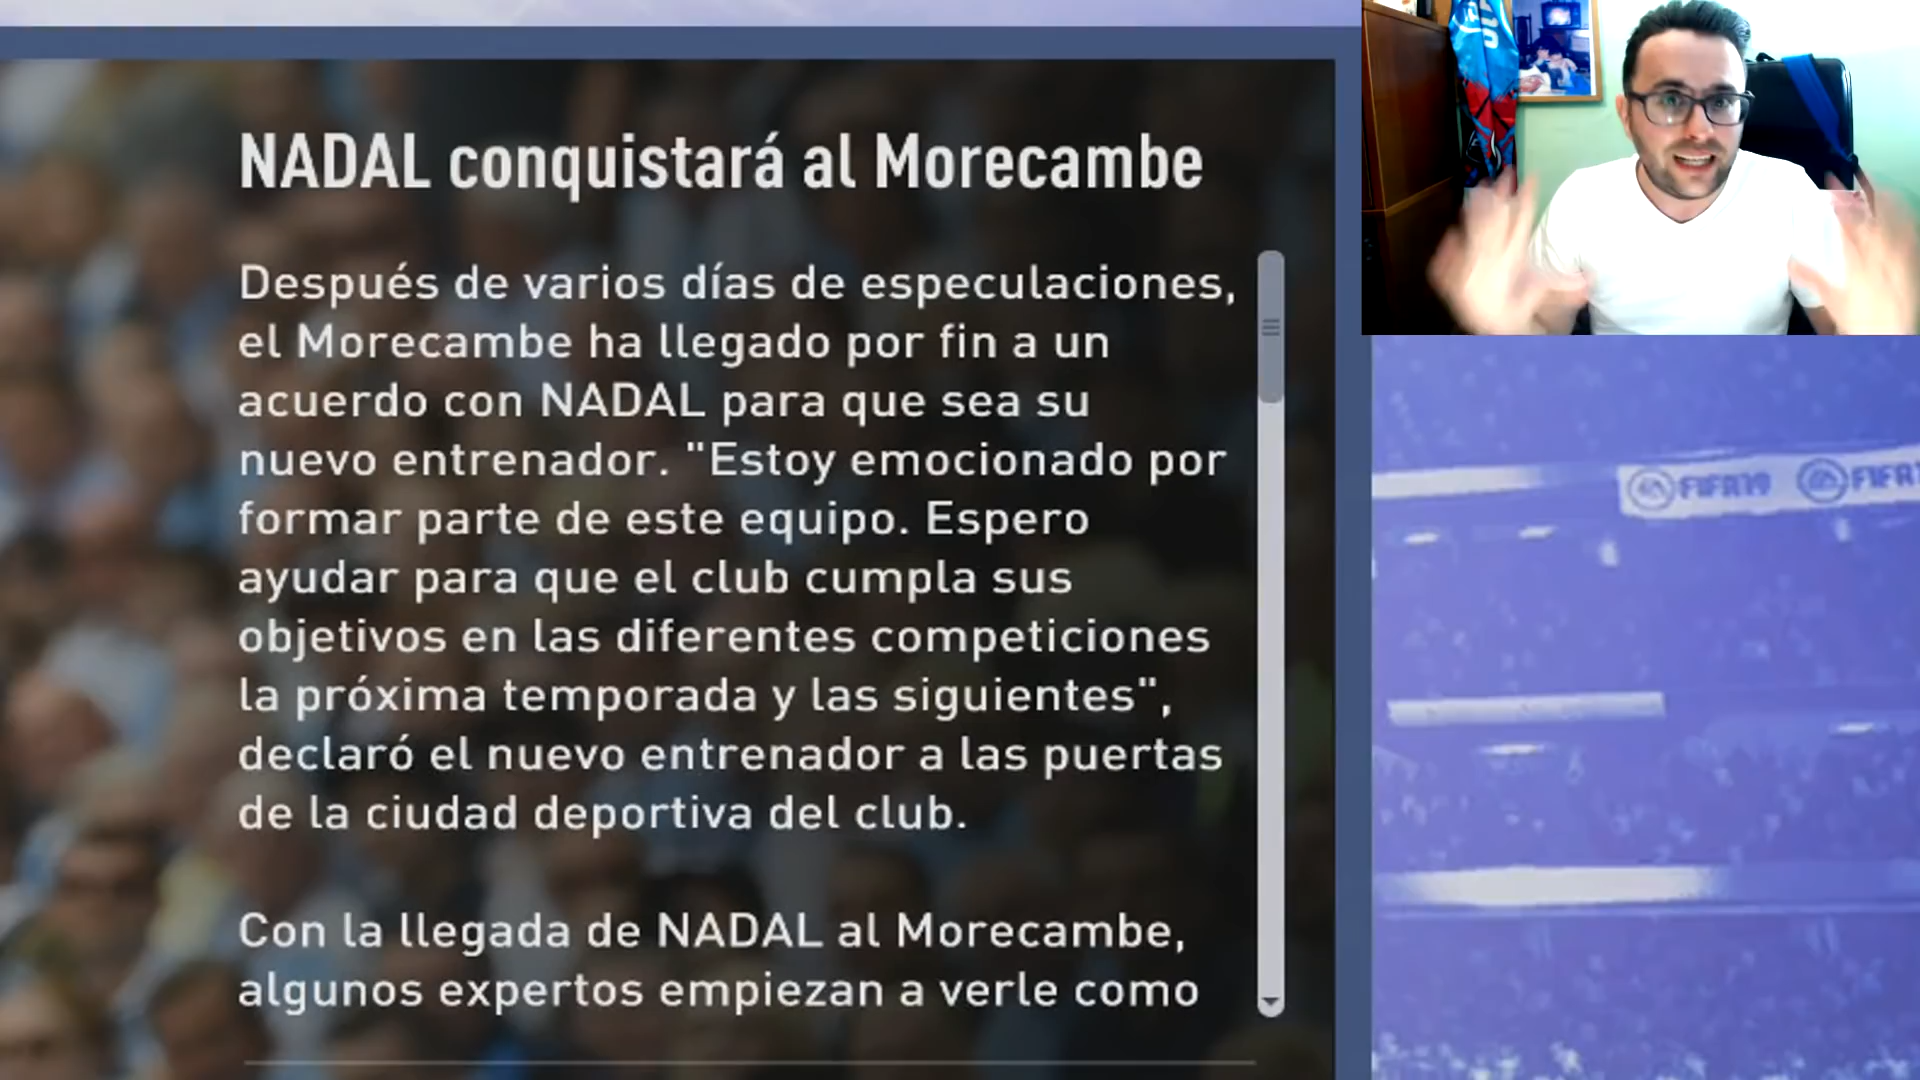 NADAL conquistará al Morecambe
Después de varios días de especulaciones,
el Morecambe ha llegado por fin a un
acuerdo con NADAL para que sea su
nuevo entrenador. "Estoy emocionado por
formar parte de este equipo. Espero
ayudar para que el club cumpla sus
objetivos en las diferentes competiciones
la próxima temporada y las siguientes",
declaró el nuevo entrenador a las puertas
de la ciudad deportiva del club.
Con la llegada de NADAL al Morecambe,
algunos expertos empiezan a verle como
FIFA19